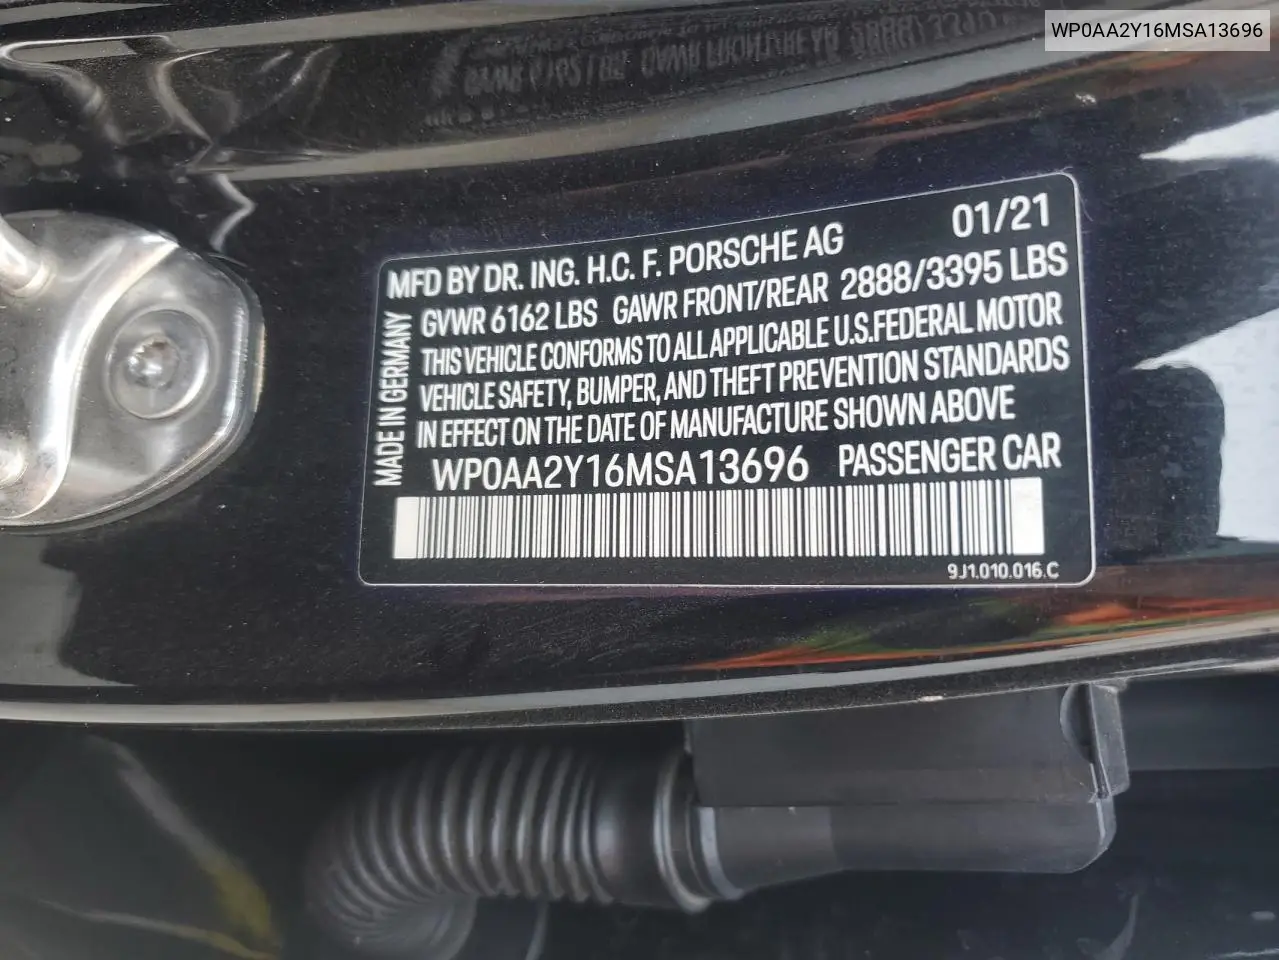 WP0AA2Y16MSA13696
MFD BY DR. ING. H.C. F. PORSCHE AG 01/21
GVWR 6162 LBS GAWR FRONT/REAR 2888/3395 LBS
THIS VEHICLE CONFORMS TO ALL APPLICABLE U.S.FEDERAL MOTOR
VEHICLE SAFETY, BUMPER, AND THEFT PREVENTION STANDARDS
IN EFFECT ON THE DATE OF MANUFACTURE SHOWN ABOVE
WP0AA2Y16MSA13696 PASSENGER CAR
MADE IN GERMANY
9J1.010.016.C